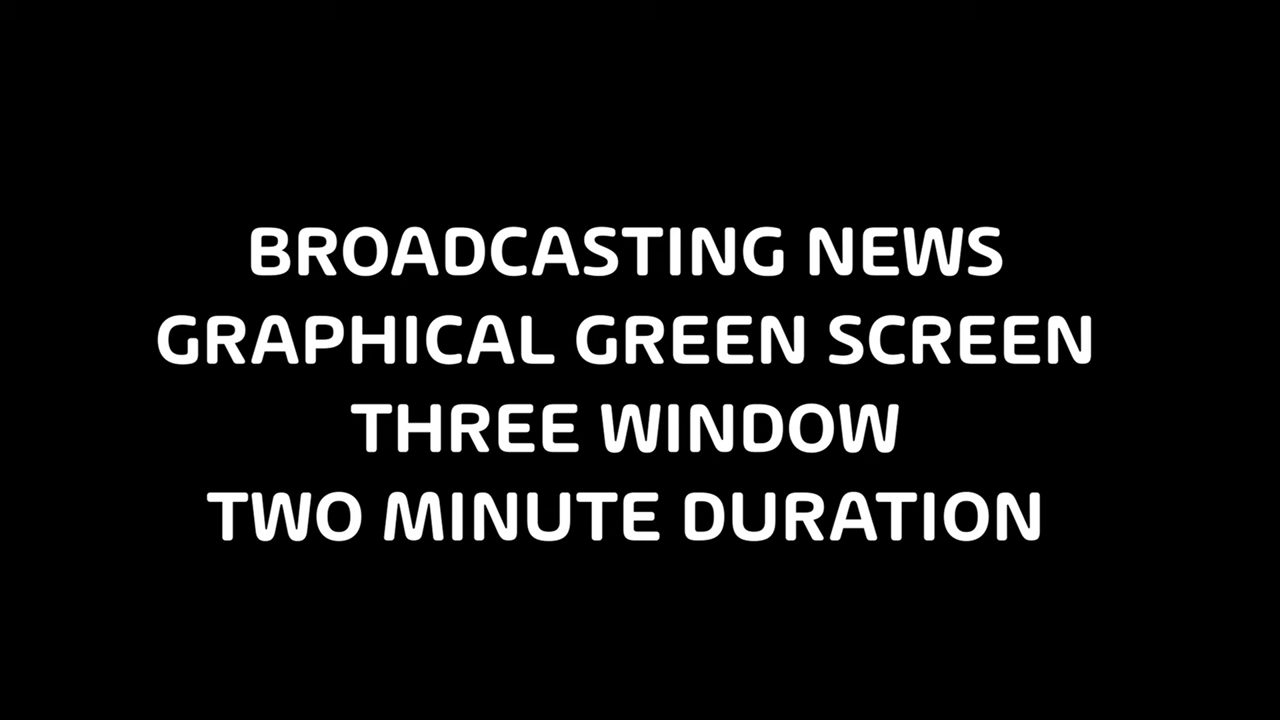 BROADCASTING NEWS
GRAPHICAL GREEN SCREEN
THREE WINDOW
TWO MINUTE DURATION